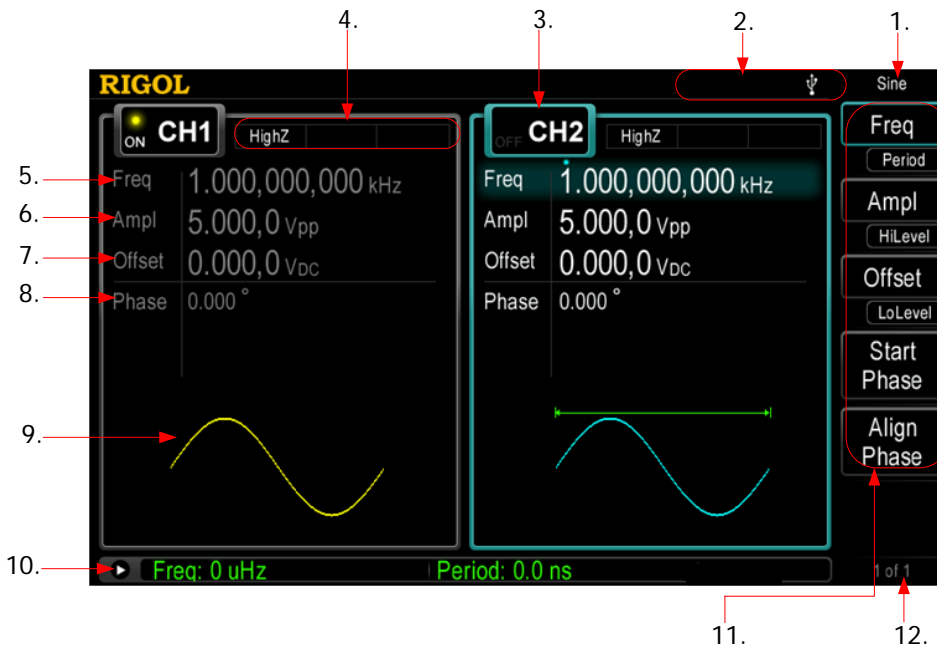 4. 3. 2. 1.
RIGOL Sine
ON CH1 HighZ
OFF CH2 HighZ
Freq
Period
Ampl
HiLevel
Offset
LoLevel
Start
Phase
Align
Phase
5. Freq 1.000,000,000 kHz
6. Ampl 5.000,0 Vpp
7. Offset 0.000,0 VDC
8. Phase 0.000 °
Freq 1.000,000,000 kHz
Ampl 5.000,0 Vpp
Offset 0.000,0 VDC
Phase 0.000 °
9.
10. Freq: 0 uHz Period: 0.0 ns 1 of 1
11. 12.